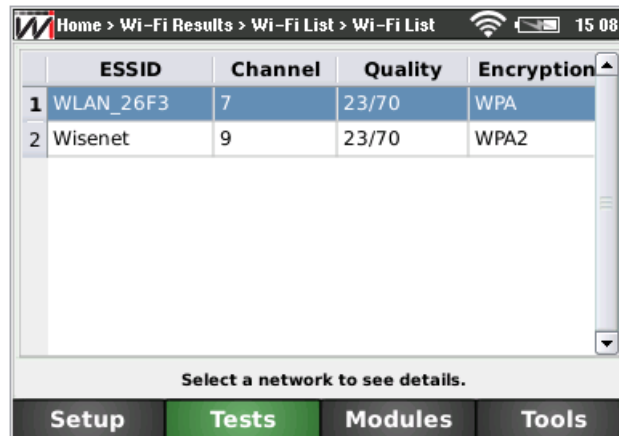 Home > Wi-Fi Results > Wi-Fi List > Wi-Fi List 15 08
ESSID Channel Quality Encryption
1 WLAN_26F3 7 23/70 WPA
2 Wisenet 9 23/70 WPA2
Select a network to see details.
Setup Tests Modules Tools